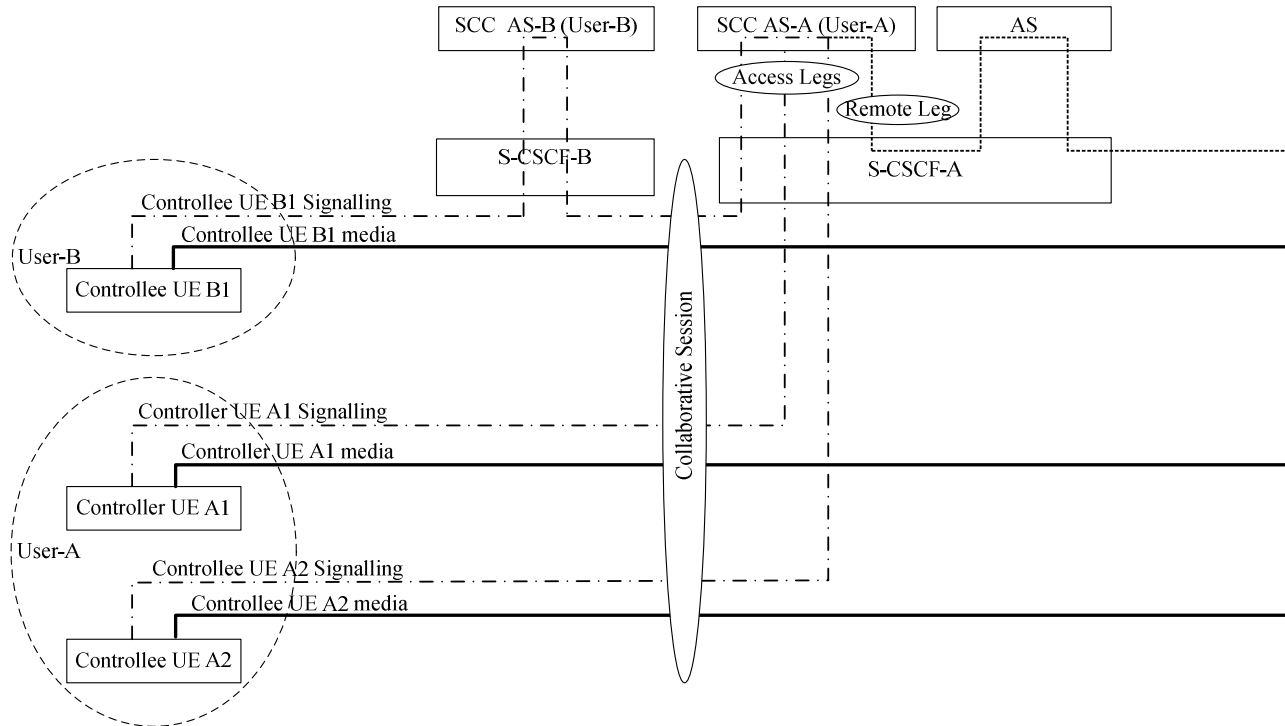 SCC AS-B (User-B)
SCC AS-A (User-A)
AS
Access Legs
Remote Leg
S-CSCF-B
S-CSCF-A
Controllee UE B1 Signalling
Controllee UE B1 media
User-B
Controllee UE B1
Collaborative Session
Controller UE A1 Signalling
Controller UE A1 media
Controller UE A1
User-A
Controllee UE A2 Signalling
Controllee UE A2 media
Controllee UE A2